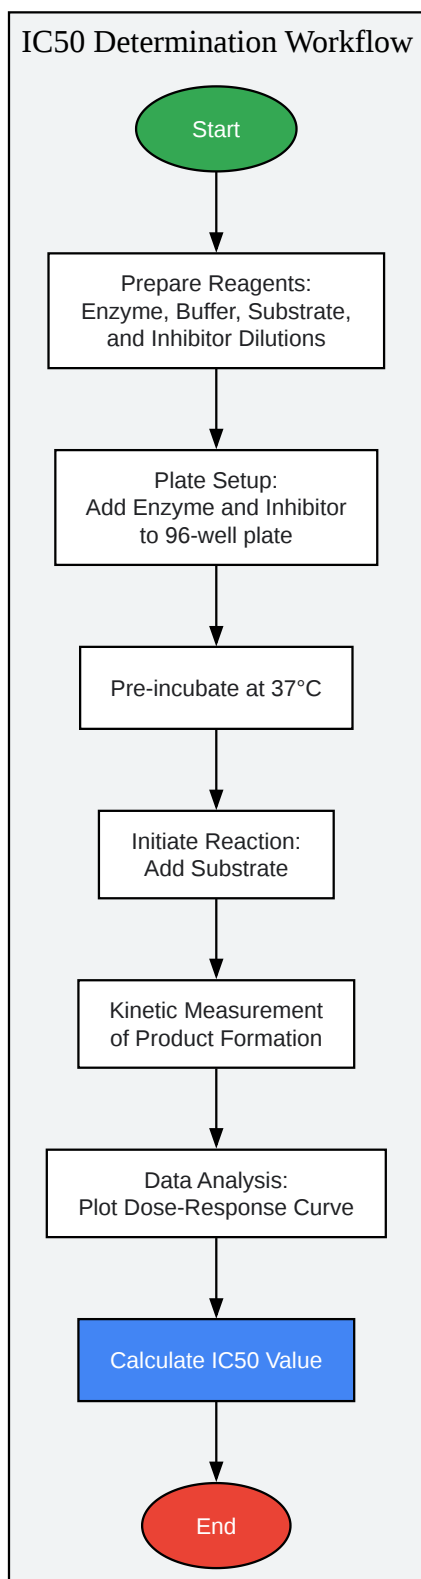 IC50 Determination Workflow
Start
Prepare Reagents:
Enzyme, Buffer, Substrate,
and Inhibitor Dilutions
Plate Setup:
Add Enzyme and Inhibitor
to 96-well plate
Pre-incubate at 37°C
Initiate Reaction:
Add Substrate
Kinetic Measurement
of Product Formation
Data Analysis:
Plot Dose-Response Curve
Calculate IC50 Value
End